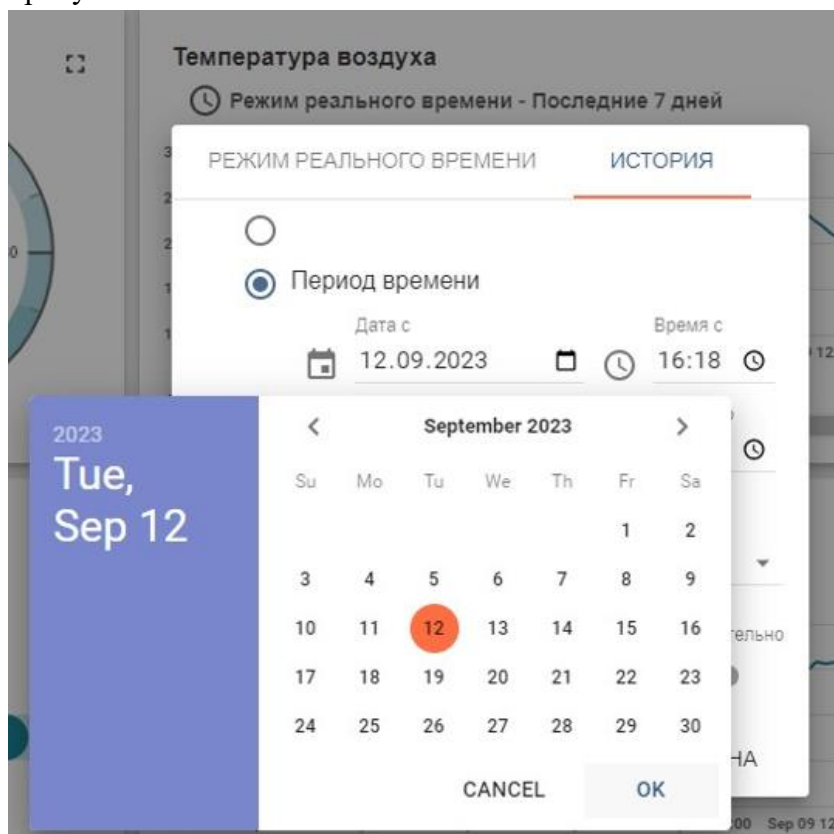 Температура воздуха
Режим реального времени - Последние 7 дней
РЕЖИМ РЕАЛЬНОГО ВРЕМЕНИ ИСТОРИЯ
Период времени
Дата с Время с
12.09.2023 16:18
2023
Tue,
Sep 12
September 2023
Su Mo Tu We Th Fr Sa
1 2
3 4 5 6 7 8 9
10 11 12 13 14 15 16
17 18 19 20 21 22 23
24 25 26 27 28 29 30
CANCEL OK
Sep 09 12